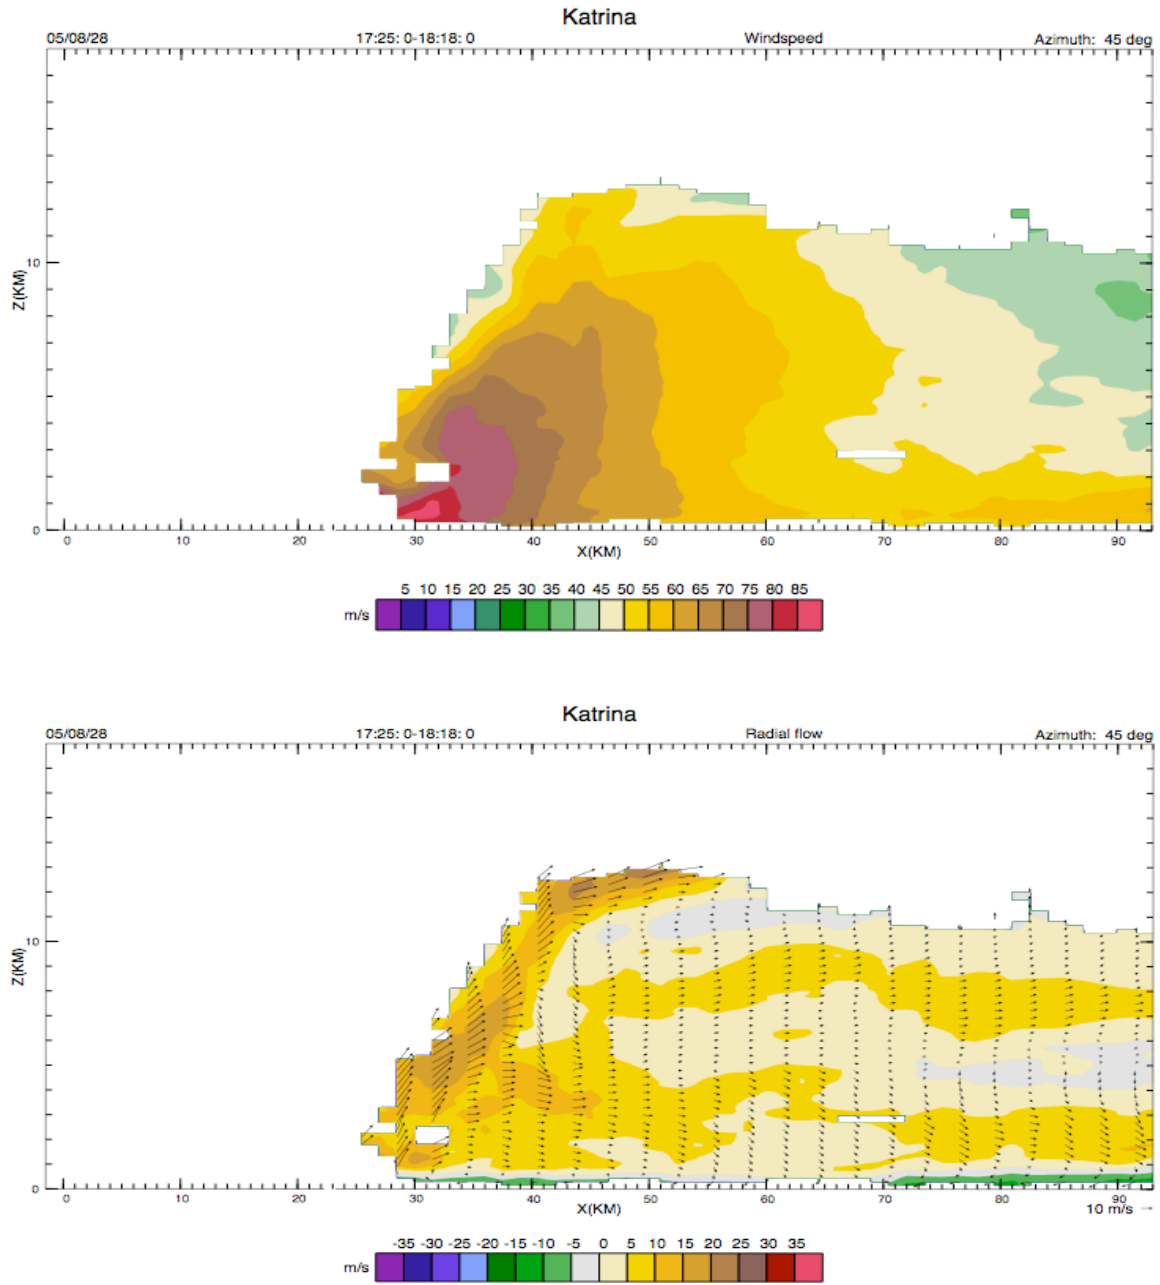 Katrina
05/08/28 17:25: 0-18:18: 0 Windspeed Azimuth: 45 deg
10
Z(KM)
0
0 10 20 30 40 50 60 70 80 90
X(KM)
5 10 15 20 25 30 35 40 45 50 55 60 65 70 75 80 85
m/s
Katrina
05/08/28 17:25: 0-18:18: 0 Radial flow Azimuth: 45 deg
10
Z(KM)
0
0 10 20 30 40 50 60 70 80 90
X(KM) 10 m/s
-35 -30 -25 -20 -15 -10 -5 0 5 10 15 20 25 30 35
m/s